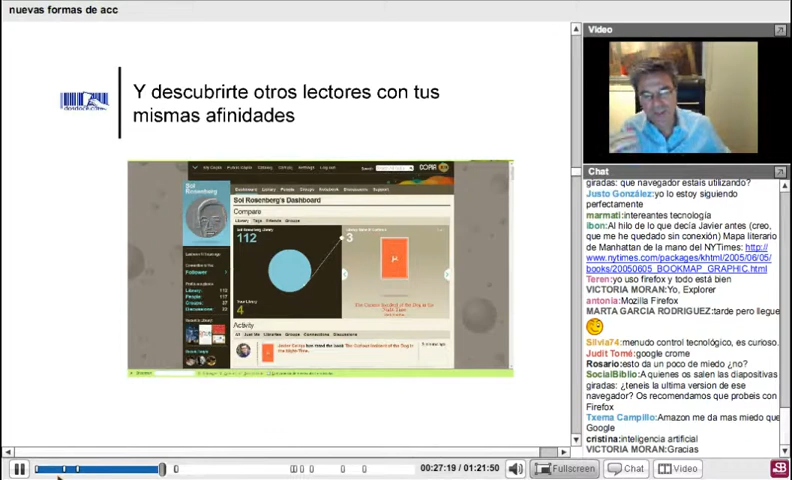 nuevas formas de acc
Y descubrirte otros lectores con tus
mismas afinidades
Sol
Rosenberg
COPIA
Sol Rosenberg's Dashboard
Compare
112
3
4
Activity
Video
Chat
giradas: que navegador estais utilizando?
Justo González:yo lo estoy siguiendo
perfectamente
marmati:intereantes tecnología
Ibon:Al hilo de lo que decía Javier antes (creo,
que me he quedado sin conexión) Mapa literario
de Manhattan de la mano del NYTimes: http://
www.nytimes.com/packages/khtml/2005/06/05/
books/20050605_BOOKMAP_GRAPHIC.html
Teren:yo uso firefox y todo está bien
VICTORIA MORAN:Yo, Explorer
antonia:Mozilla Firefox
MARTA GARCIA RODRIGUEZ:tarde pero llegue
Silvia74:menudo control tecnológico, es curioso.
Judit Tomé:google crome
Rosario:esto da un poco de miedo ¿no?
SocialBiblio:A quienes os salen las diapositivas
giradas: ¿teneis la ultima version de ese
navegador? Os recomendamos que probeis con
Firefox
Txema Campillo:Amazon me da mas miedo que
Google
cristina:inteligencia artificial
VICTORIA MORAN:Gracias
00:27:19 / 01:21:50
Fullscreen
Chat
Video
SB